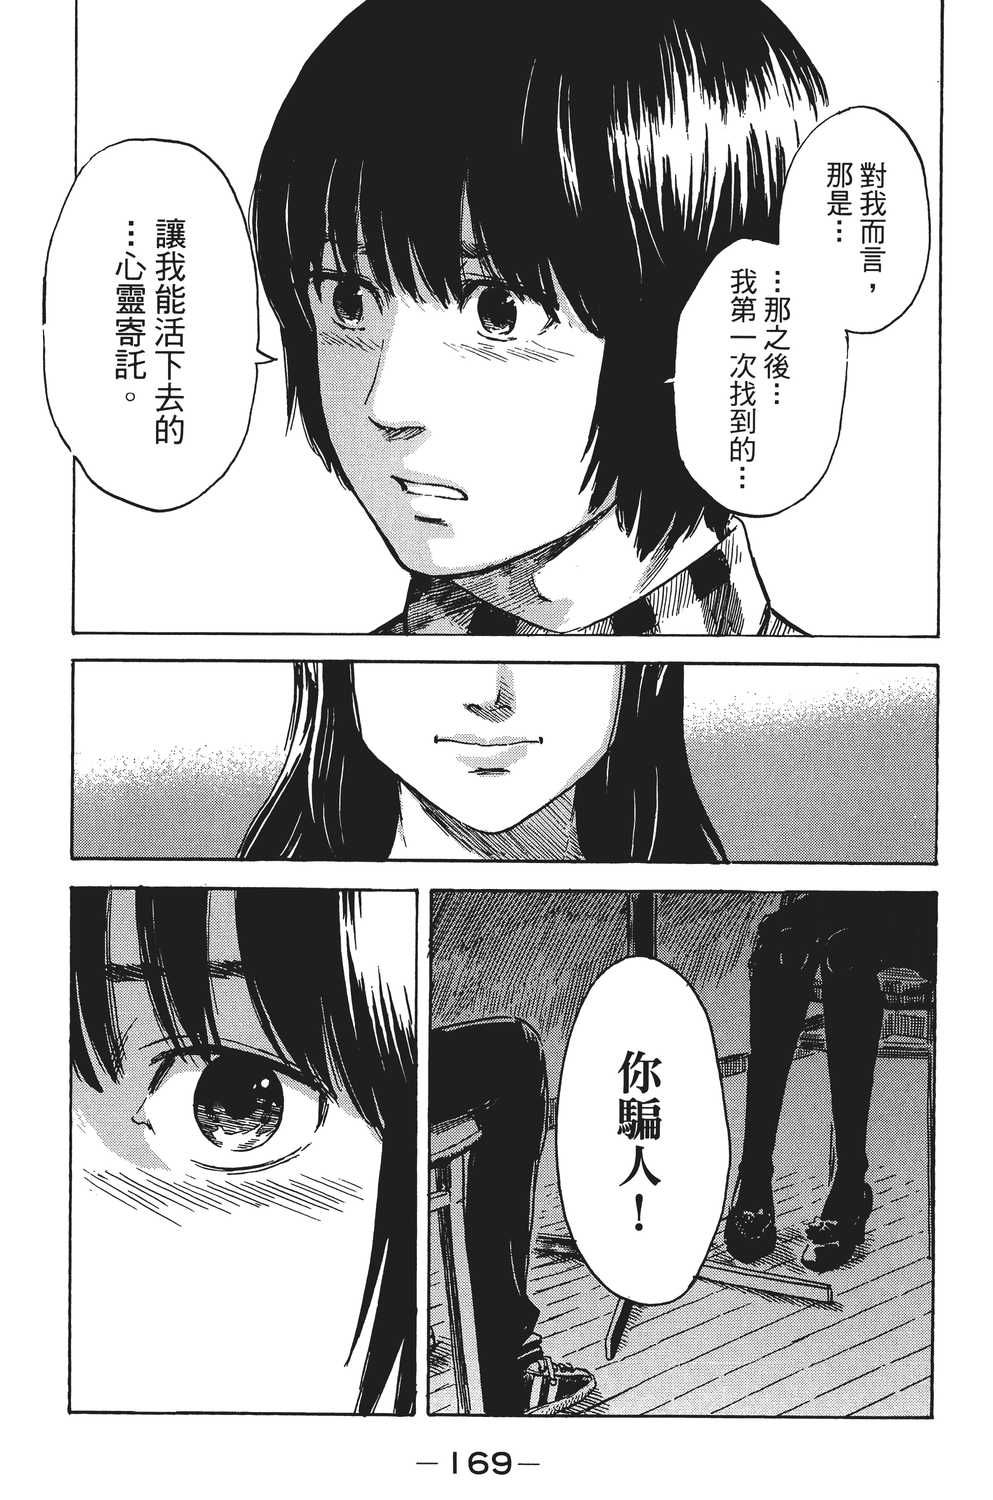 對我而言，
那是…
…那之後…
我第一次找到的…
讓我能活下去的
…心靈寄託。
你騙人！
—169—